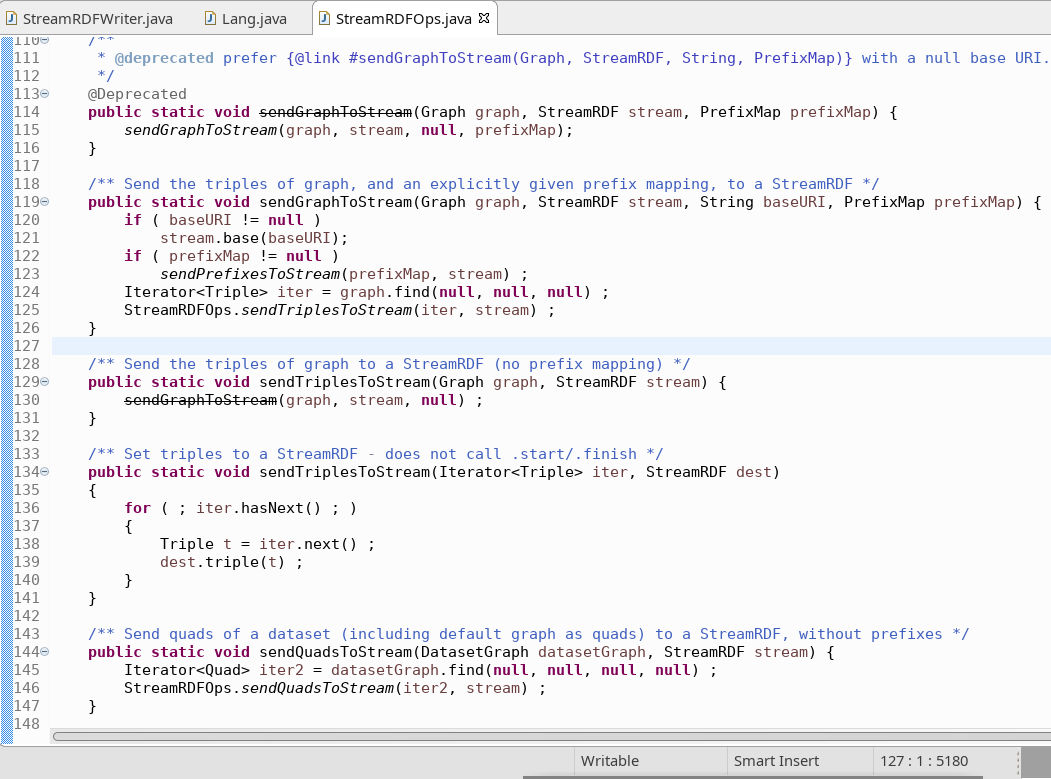 StreamRDFWriter.java Lang.java StreamRDFOps.java
110 /**
111 * @deprecated prefer {@link #sendGraphToStream(Graph, StreamRDF, String, PrefixMap)} with a null base URI.
112 */
113 @Deprecated
114 public static void sendGraphToStream(Graph graph, StreamRDF stream, PrefixMap prefixMap) {
115 sendGraphToStream(graph, stream, null, prefixMap);
116 }
117
118 /** Send the triples of graph, and an explicitly given prefix mapping, to a StreamRDF */
119 public static void sendGraphToStream(Graph graph, StreamRDF stream, String baseURI, PrefixMap prefixMap) {
120 if ( baseURI != null )
121 stream.base(baseURI);
122 if ( prefixMap != null )
123 sendPrefixesToStream(prefixMap, stream) ;
124 Iterator<Triple> iter = graph.find(null, null, null) ;
125 StreamRDFOps.sendTriplesToStream(iter, stream) ;
126 }
127
128 /** Send the triples of graph to a StreamRDF (no prefix mapping) */
129 public static void sendTriplesToStream(Graph graph, StreamRDF stream) {
130 sendGraphToStream(graph, stream, null) ;
131 }
132
133 /** Set triples to a StreamRDF - does not call .start/.finish */
134 public static void sendTriplesToStream(Iterator<Triple> iter, StreamRDF dest)
135 {
136 for ( ; iter.hasNext() ; )
137 {
138 Triple t = iter.next() ;
139 dest.triple(t) ;
140 }
141 }
142
143 /** Send quads of a dataset (including default graph as quads) to a StreamRDF, without prefixes */
144 public static void sendQuadsToStream(DatasetGraph datasetGraph, StreamRDF stream) {
145 Iterator<Quad> iter2 = datasetGraph.find(null, null, null, null) ;
146 StreamRDFOps.sendQuadsToStream(iter2, stream) ;
147 }
148
Writable Smart Insert 127 : 1 : 5180